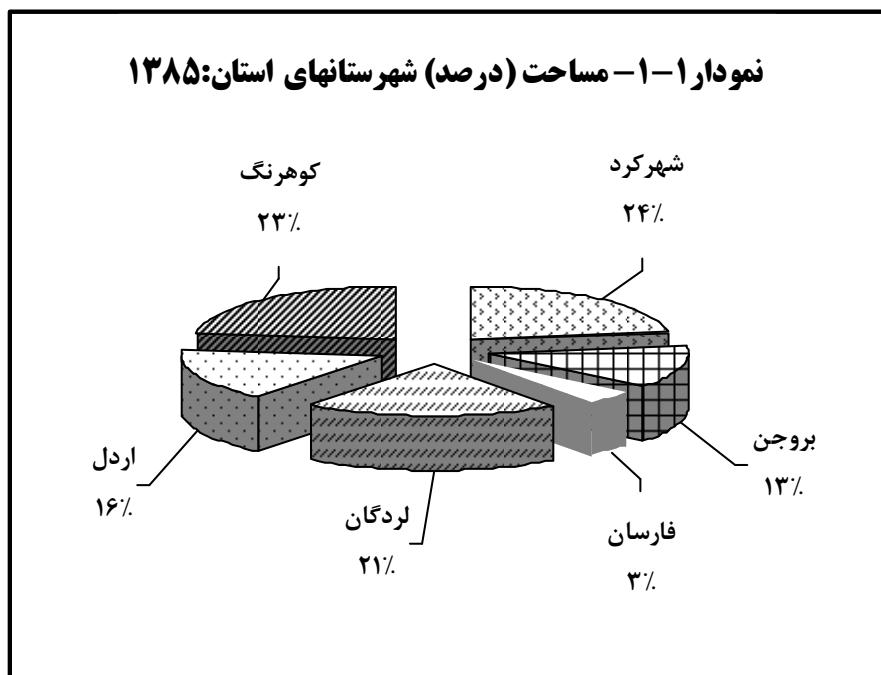 نمودار۱-۱- مساحت (درصد) شهرستانهای استان:۱۳۸۵
شهرکرد
۲۴٪
کوهرنگ
۲۳٪
بروجن
۱۳٪
اردل
۱۶٪
لردگان
۲۱٪
فارسان
۳٪